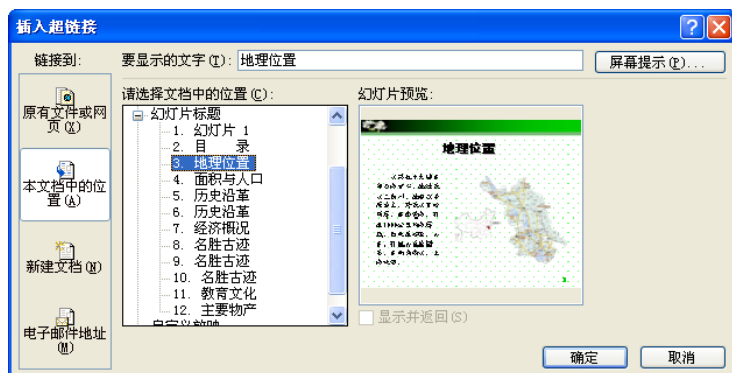 插入超链接
链接到:
要显示的文字(T): 地理位置
屏幕提示(P)...
原有文件或网页(X)
本文档中的位置(A)
新建文档(N)
电子邮件地址(M)
请选择文档中的位置(C):
幻灯片标题
1. 幻灯片 1
2. 目 录
3. 地理位置
4. 面积与人口
5. 历史沿革
6. 历史沿革
7. 经济概况
8. 名胜古迹
9. 名胜古迹
10. 名胜古迹
11. 教育文化
12. 主要物产
自定义放映
幻灯片预览:
地理位置
显示并返回(S)
确定
取消